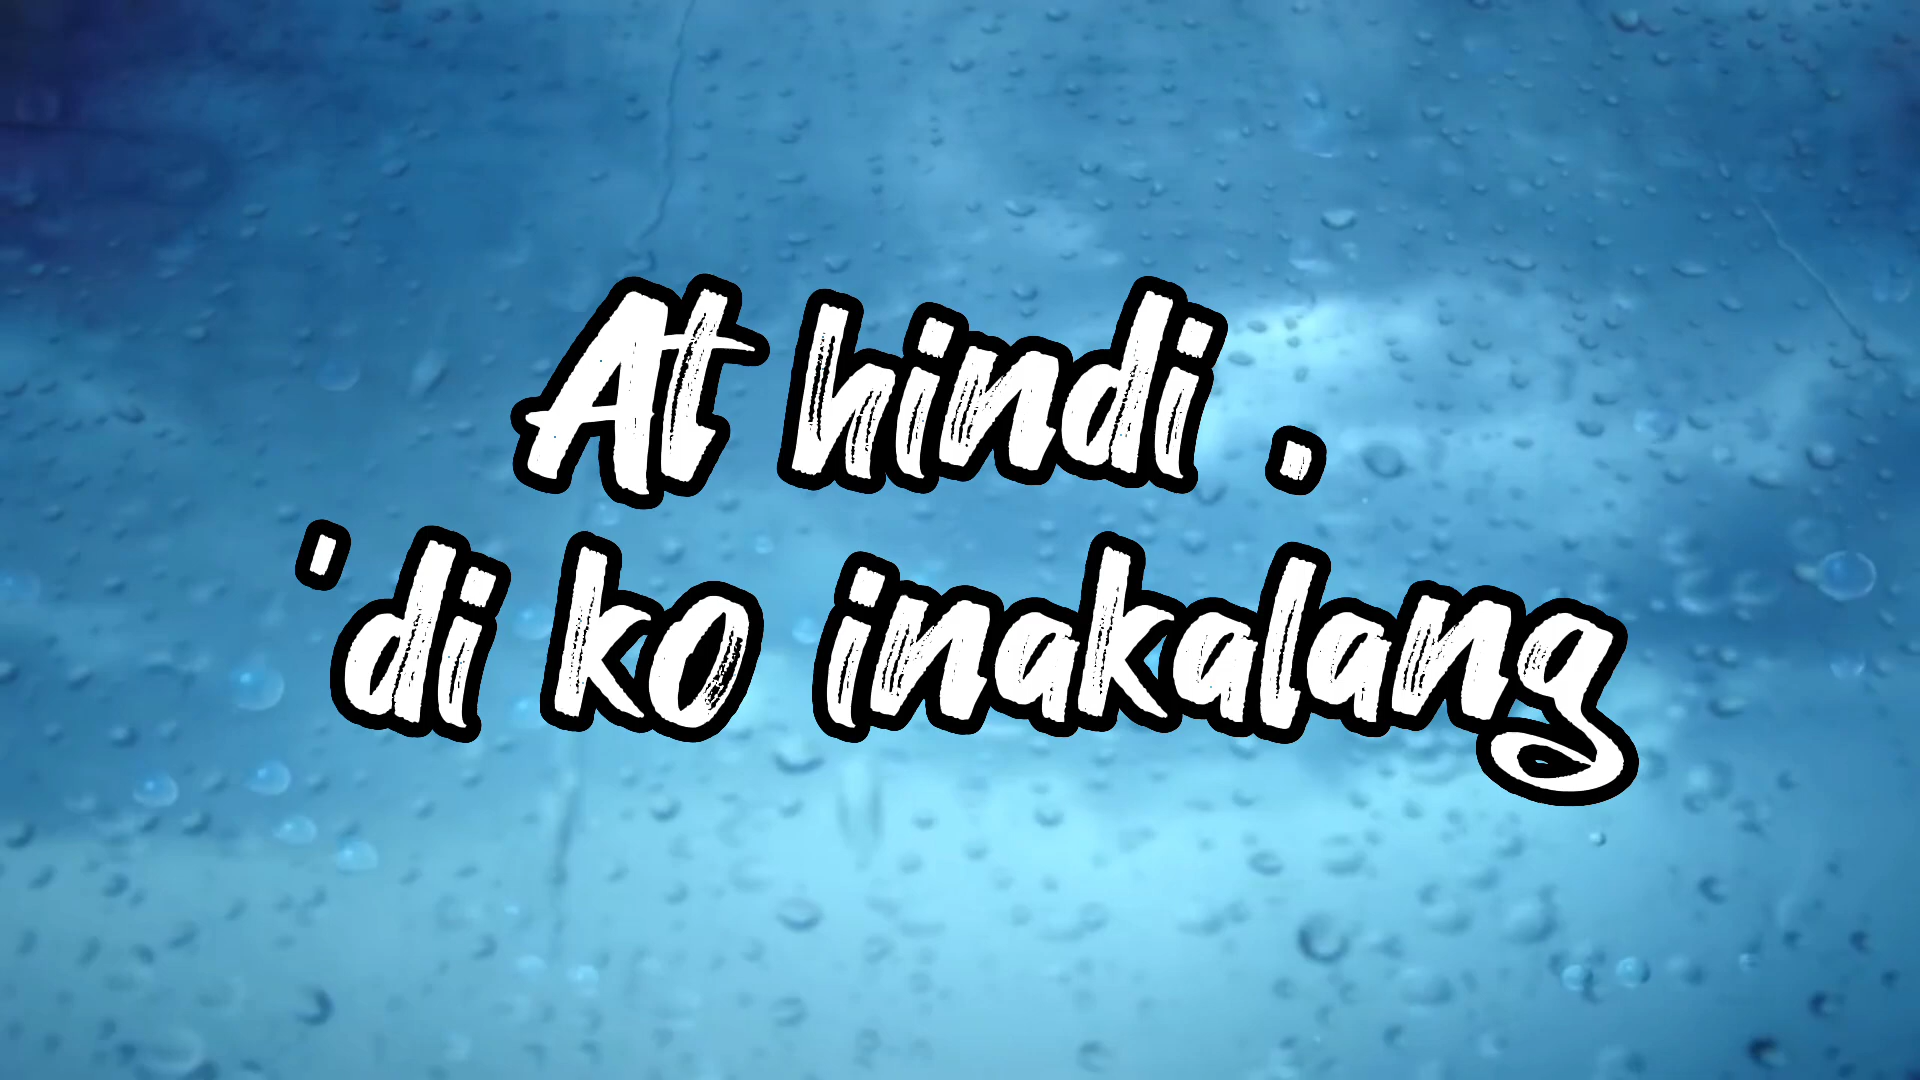 At hindi .
'di ko inakalang